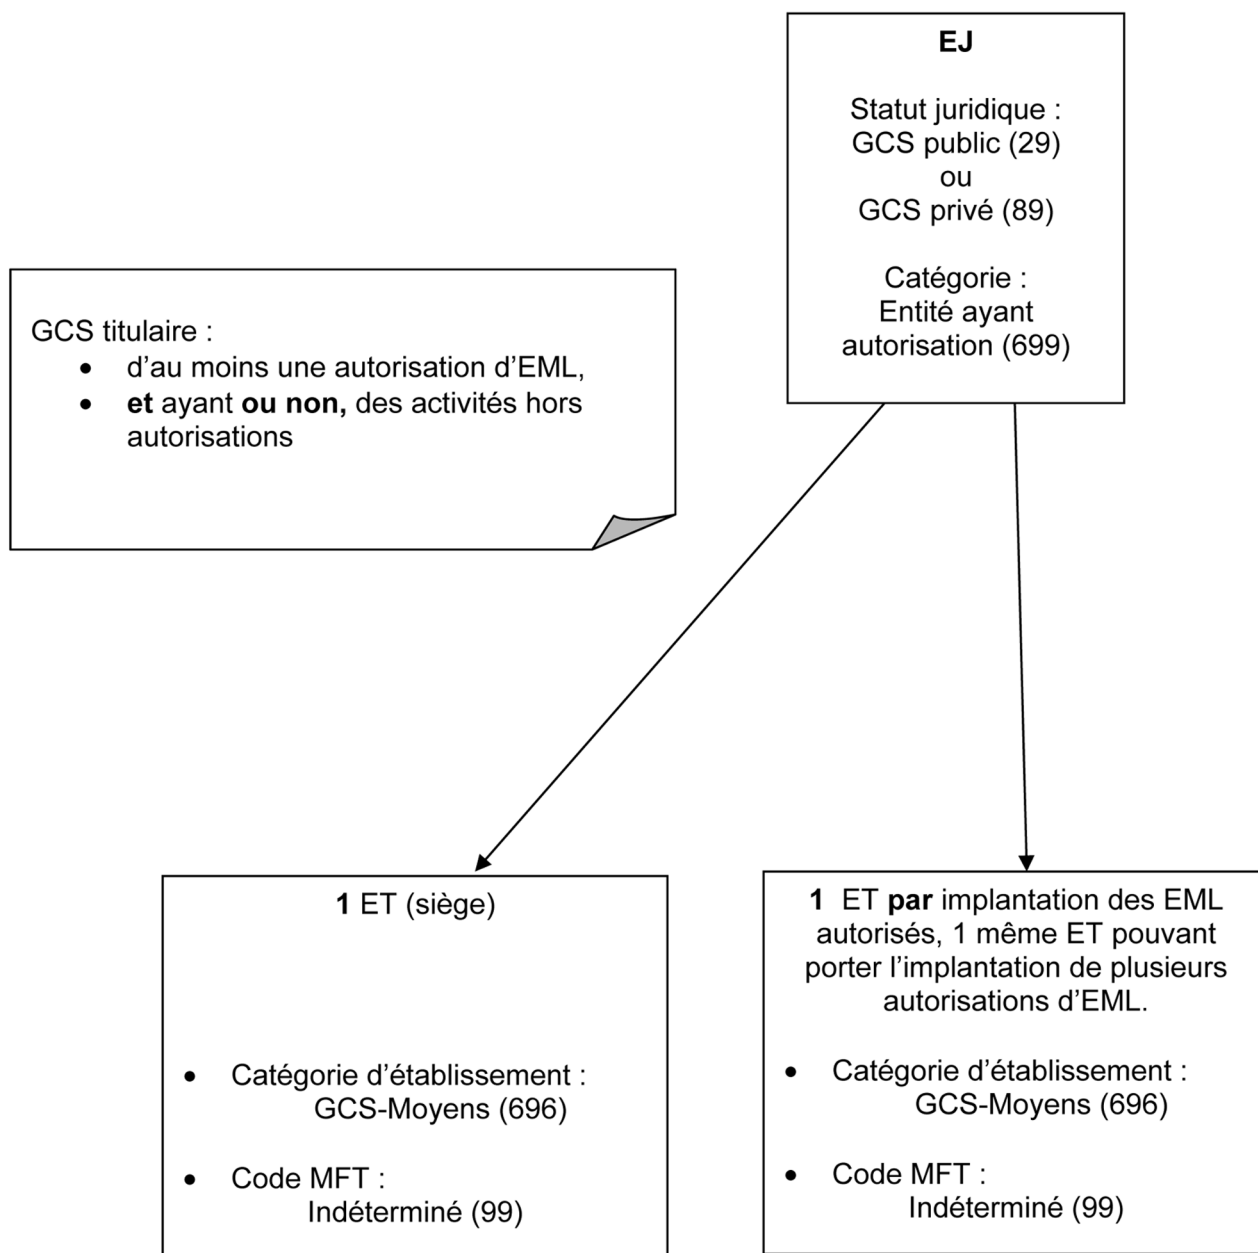 EJ
Statut juridique :
GCS public (29)
ou
GCS privé (89)
Catégorie :
Entité ayant
autorisation (699)
GCS titulaire :
• d’au moins une autorisation d’EML,
• et ayant ou non, des activités hors
autorisations
1 ET (siège)
• Catégorie d’établissement :
GCS-Moyens (696)
• Code MFT :
Indéterminé (99)
1 ET par implantation des EML
autorisés, 1 même ET pouvant
porter l’implantation de plusieurs
autorisations d’EML.
• Catégorie d’établissement :
GCS-Moyens (696)
• Code MFT :
Indéterminé (99)